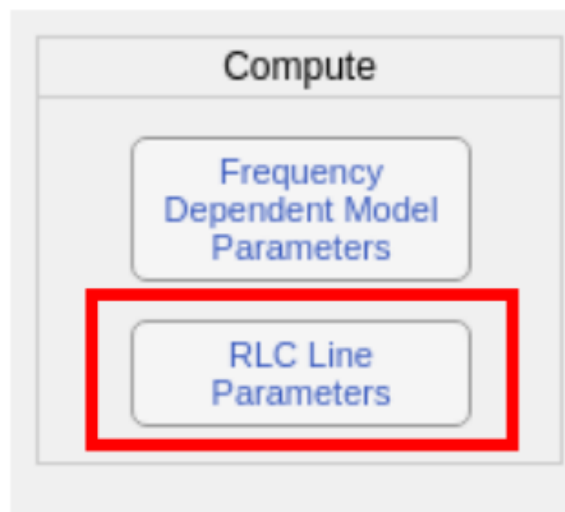 Compute
Frequency
Dependent Model
Parameters
RLC Line
Parameters